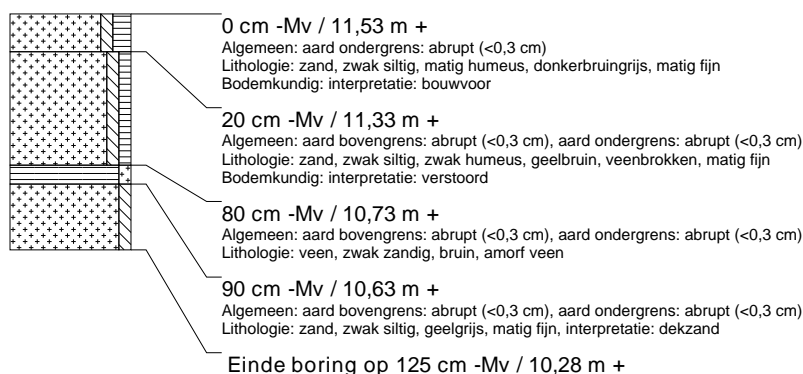 0 cm -Mv / 11,53 m +
Algemeen: aard ondergrens: abrupt (<0,3 cm)
Lithologie: zand, zwak siltig, matig humeus, donkerbruingrijs, matig fijn
Bodemkundig: interpretatie: bouwvoor
20 cm -Mv / 11,33 m +
Algemeen: aard bovengrens: abrupt (<0,3 cm), aard ondergrens: abrupt (<0,3 cm)
Lithologie: zand, zwak siltig, zwak humeus, geelbruin, veenbrokken, matig fijn
Bodemkundig: interpretatie: verstoord
80 cm -Mv / 10,73 m +
Algemeen: aard bovengrens: abrupt (<0,3 cm), aard ondergrens: abrupt (<0,3 cm)
Lithologie: veen, zwak zandig, bruin, amorf veen
90 cm -Mv / 10,63 m +
Algemeen: aard bovengrens: abrupt (<0,3 cm), aard ondergrens: abrupt (<0,3 cm)
Lithologie: zand, zwak siltig, geelgrijs, matig fijn, interpretatie: dekzand
Einde boring op 125 cm -Mv / 10,28 m +